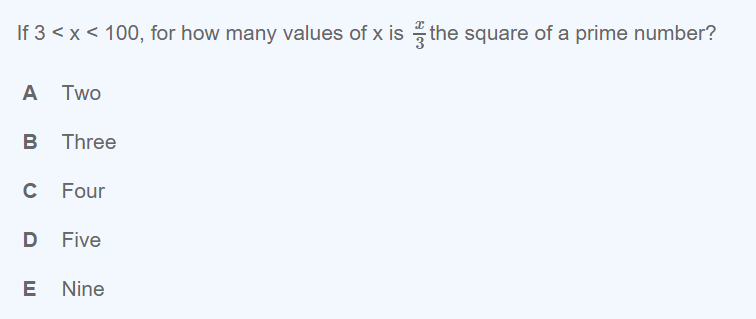 If 3 < x < 100, for how many values of x is \frac{x}{3} the square of a prime number?
A Two
B Three
C Four
D Five
E Nine